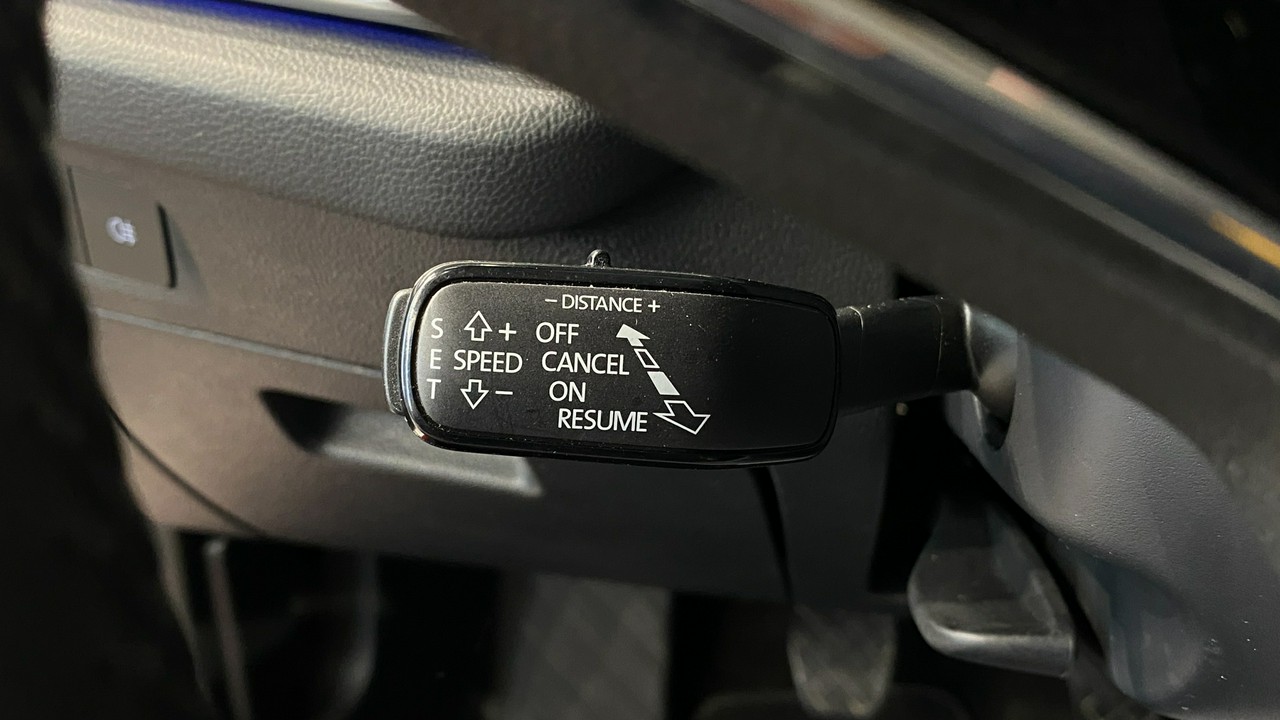 − DISTANCE +
S + OFF
E SPEED CANCEL
T − ON
RESUME